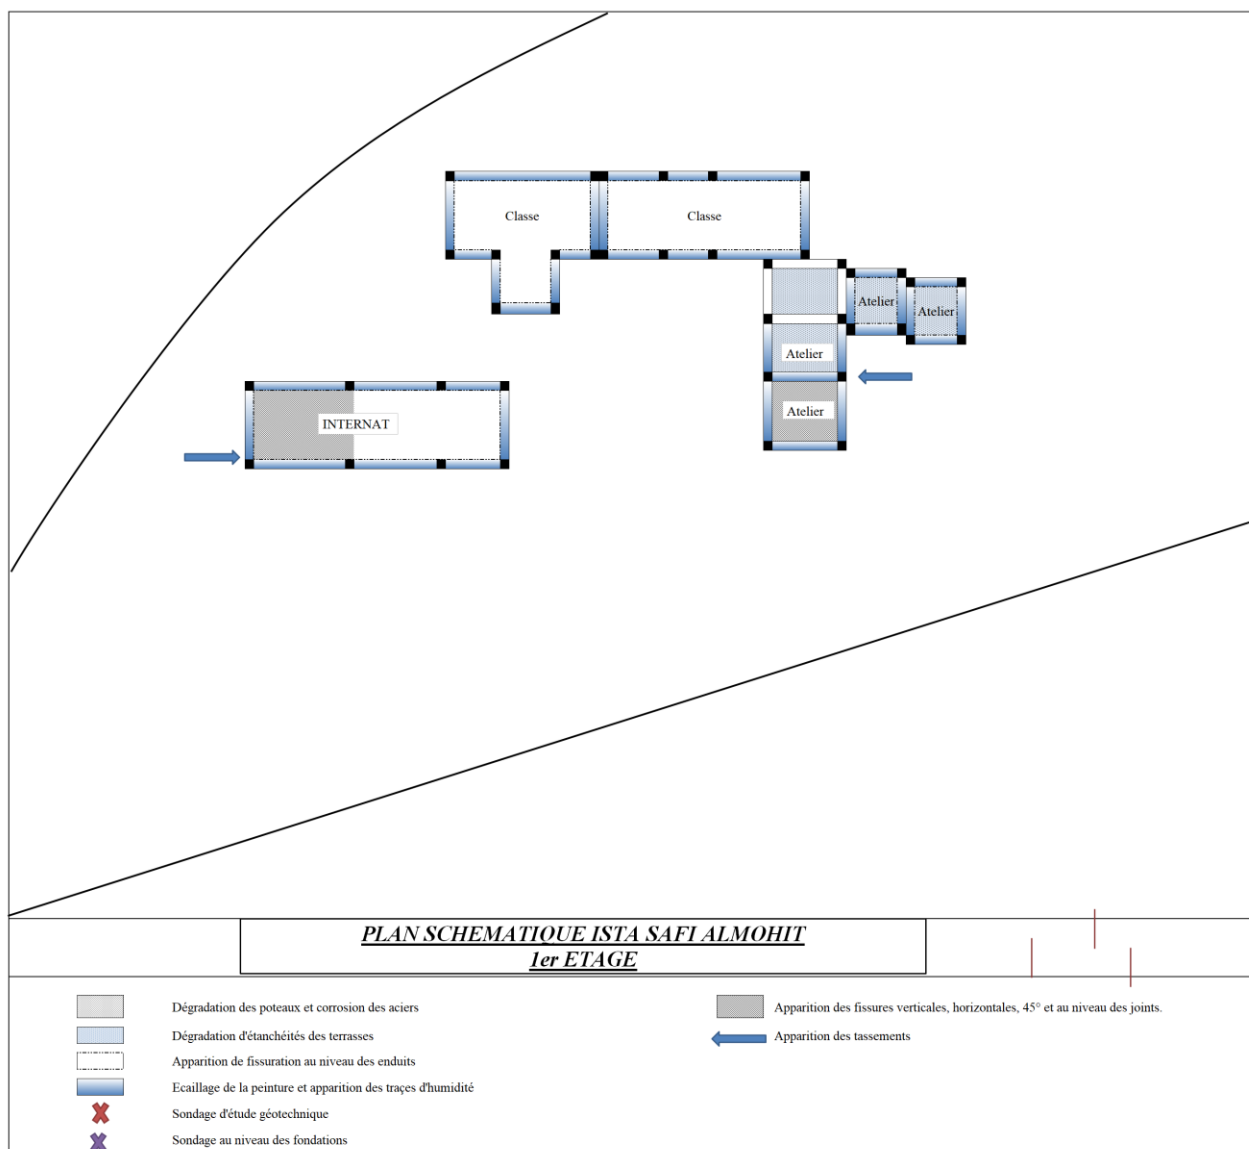 Classe
Classe
Atelier
Atelier
Atelier
Atelier
INTERNAT
PLAN SCHEMATIQUE ISTA SAFI ALMOHIT
1er ETAGE
Dégradation des poteaux et corrosion des aciers
Dégradation d'étanchéités des terrasses
Apparition de fissuration au niveau des enduits
Ecaillage de la peinture et apparition des traçes d'humidité
Sondage d'étude géotechnique
Sondage au niveau des fondations
Apparition des fissures verticales, horizontales, 45° et au niveau des joints.
Apparition des tassements